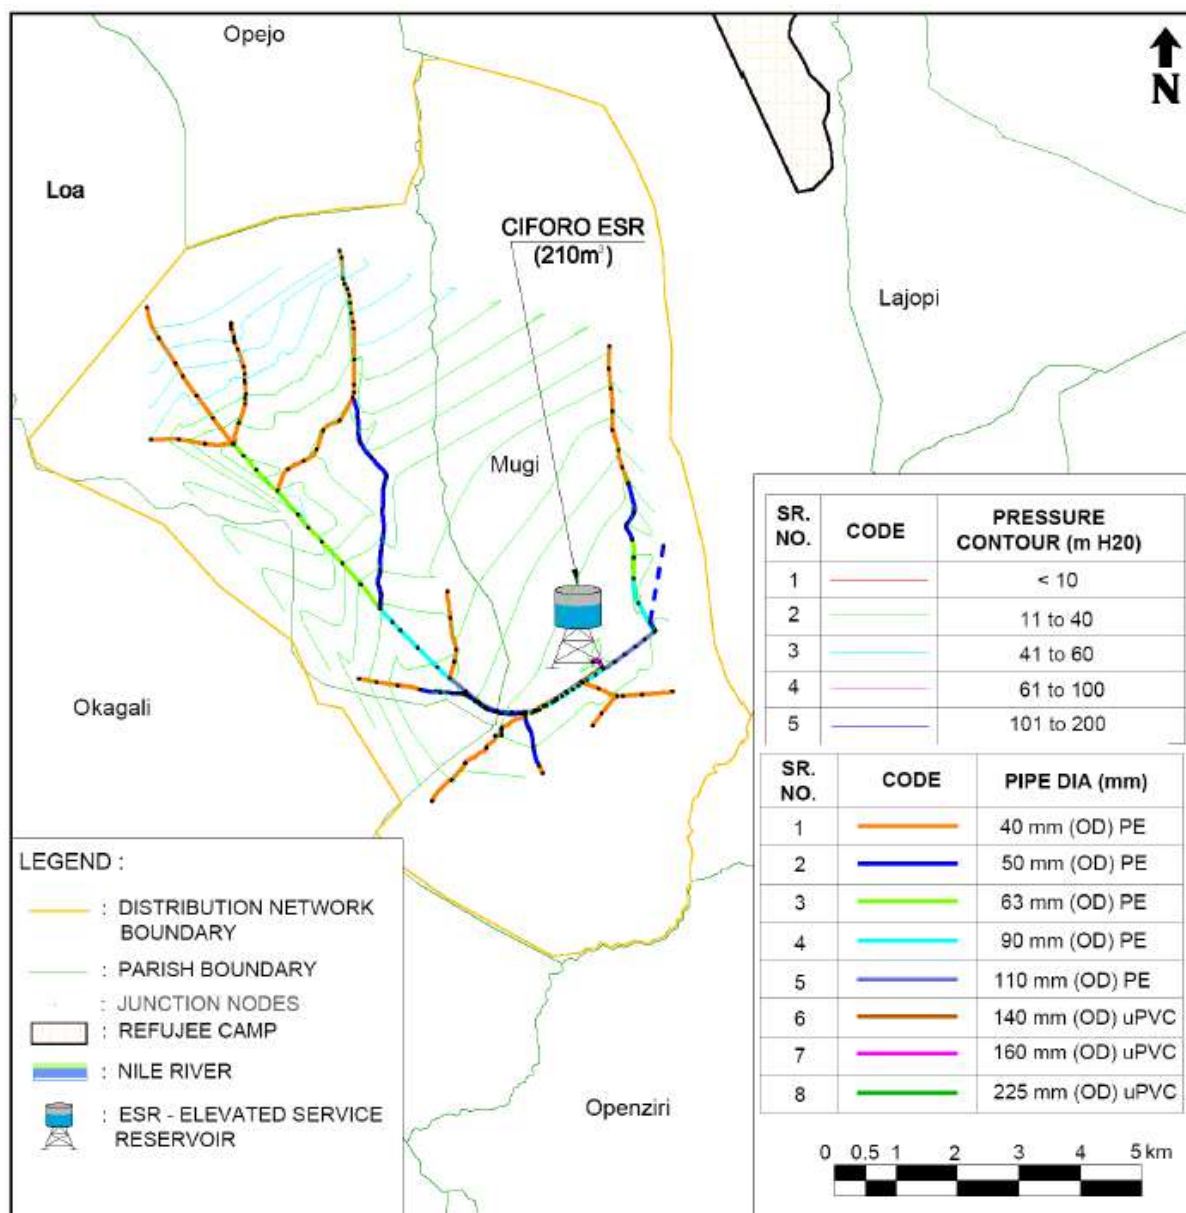 Opejo
N
Loa
CIFORO ESR
(210m³)
Lajopi
Mugi
Okagali
Openziri
SR. NO. CODE PRESSURE CONTOUR (m H20)
1 < 10
2 11 to 40
3 41 to 60
4 61 to 100
5 101 to 200
SR. NO. CODE PIPE DIA (mm)
1 40 mm (OD) PE
2 50 mm (OD) PE
3 63 mm (OD) PE
4 90 mm (OD) PE
5 110 mm (OD) PE
6 140 mm (OD) uPVC
7 160 mm (OD) uPVC
8 225 mm (OD) uPVC
LEGEND :
: DISTRIBUTION NETWORK
BOUNDARY
: PARISH BOUNDARY
: JUNCTION NODES
: REFUJEE CAMP
: NILE RIVER
: ESR - ELEVATED SERVICE
RESERVOIR
0 0.5 1 2 3 4 5 km